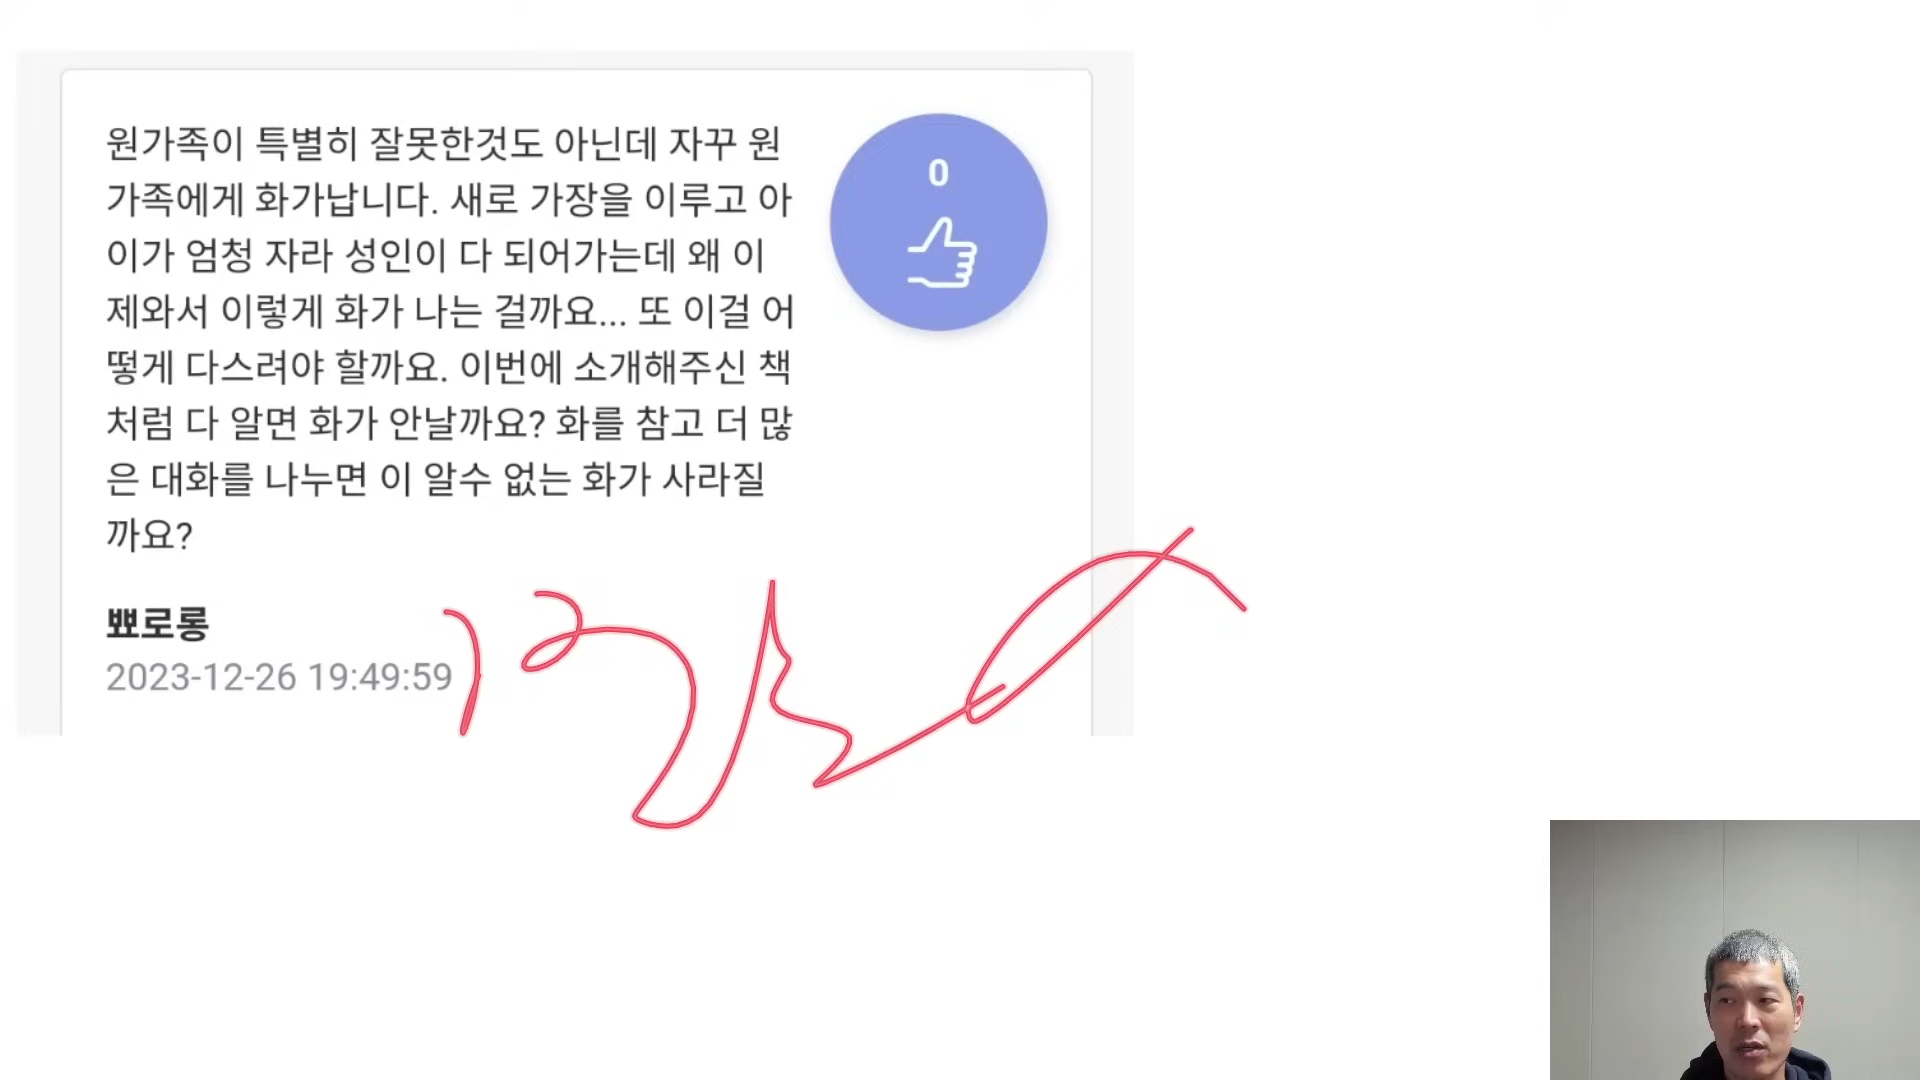 원가족이 특별히 잘못한것도 아닌데 자꾸 원
가족에게 화가납니다. 새로 가장을 이루고 아
이가 엄청 자라 성인이 다 되어가는데 왜 이
제와서 이렇게 화가 나는 걸까요... 또 이걸 어
떻게 다스려야 할까요. 이번에 소개해주신 책
처럼 다 알면 화가 안날까요? 화를 참고 더 많
은 대화를 나누면 이 알수 없는 화가 사라질
까요?
0
뾰로롱
2023-12-26 19:49:59